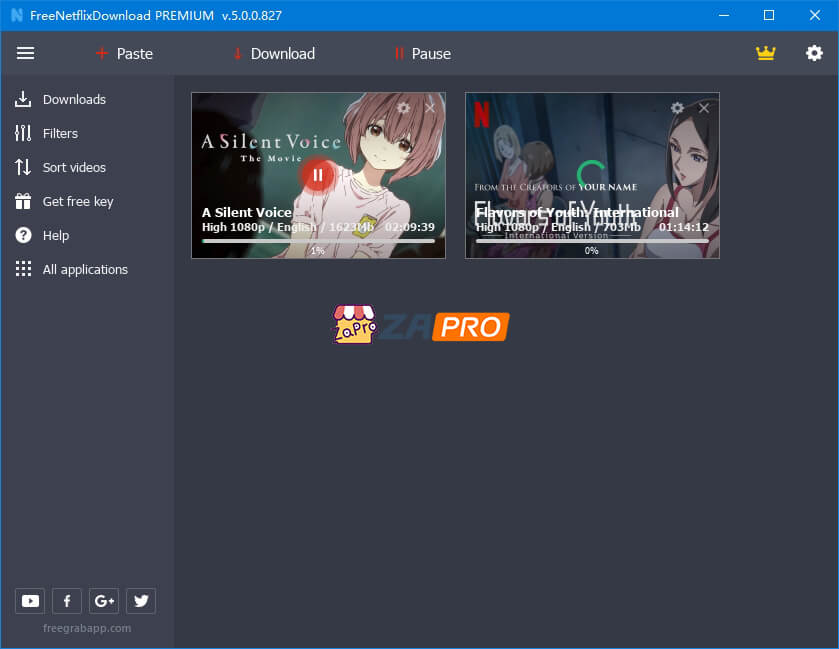 FreeNetflixDownload PREMIUM v.5.0.0.827
Paste
Download
Pause
Downloads
Filters
Sort videos
Get free key
Help
All applications
A Silent Voice
The Movie
A Silent Voice
High 1080p / English / 1623Mb 02:09:39
1%
N
FROM THE CREATORS OF YOUR NAME
Flavors of Youth
Flavors of Youth: International
High 1080p / English / 703Mb 01:14:12
International Version
0%
ZaPro
ZAPRO
f
G+
freegrabapp.com